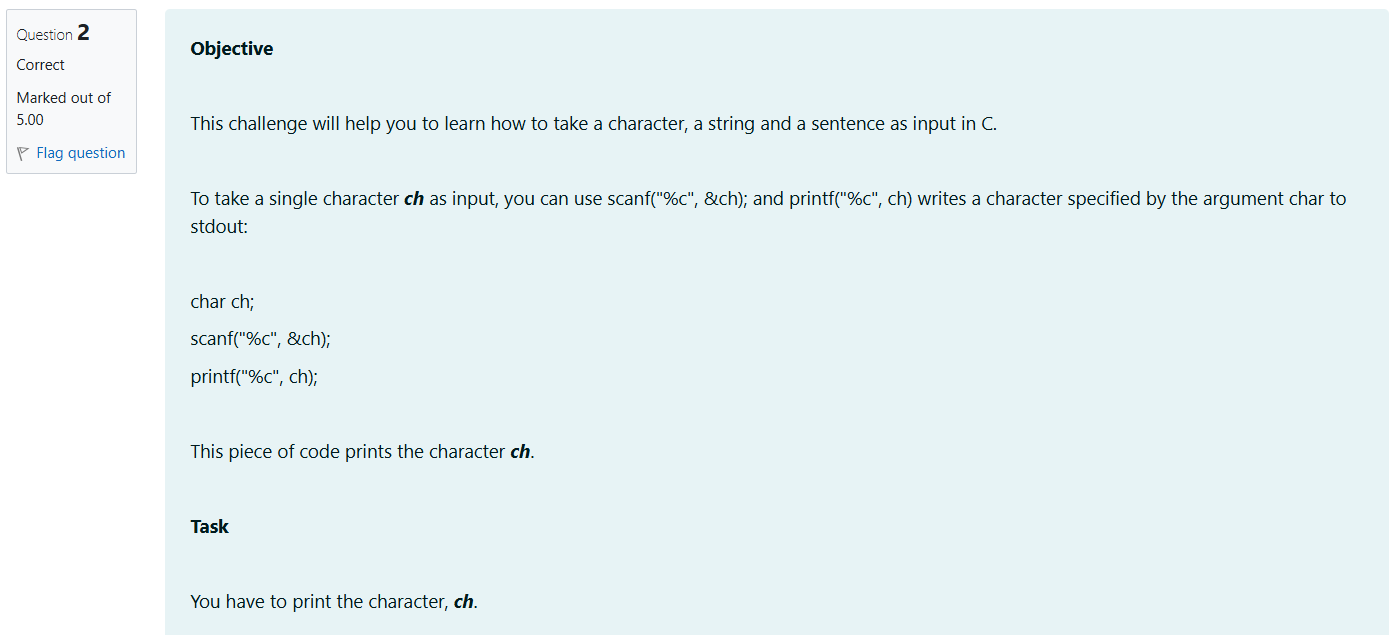 Question 2
Correct
Marked out of
5.00
Flag question
Objective
This challenge will help you to learn how to take a character, a string and a sentence as input in C.
To take a single character ch as input, you can use scanf("%c", &ch); and printf("%c", ch) writes a character specified by the argument char to
stdout:
char ch;
scanf("%c", &ch);
printf("%c", ch);
This piece of code prints the character ch.
Task
You have to print the character, ch.